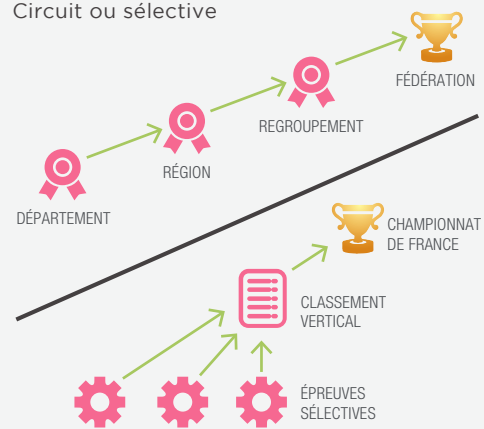 Circuit ou sélective
FÉDÉRATION
REGROUPEMENT
RÉGION
DÉPARTEMENT
CHAMPIONNAT
DE FRANCE
CLASSEMENT
VERTICAL
ÉPREUVES
SÉLECTIVES